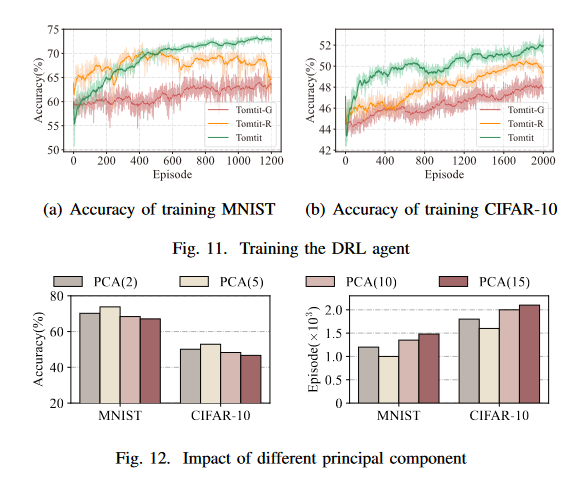 75
70
65
60
55
50
Accuracy(%)
0 200 400 600 800 1000 1200
Episode
Tomtit-G
Tomtit-R
Tomtit
52
50
48
46
44
42
Accuracy(%)
0 400 800 1200 1600 2000
Episode
Tomtit-G
Tomtit-R
Tomtit
(a) Accuracy of training MNIST
(b) Accuracy of training CIFAR-10
Fig. 11. Training the DRL agent
PCA(2) PCA(5) PCA(10) PCA(15)
80
60
40
20
Accuracy(%)
MNIST CIFAR-10
2.0
1.5
1.0
0.5
0
Episode(×10³)
MNIST CIFAR-10
Fig. 12. Impact of different principal component